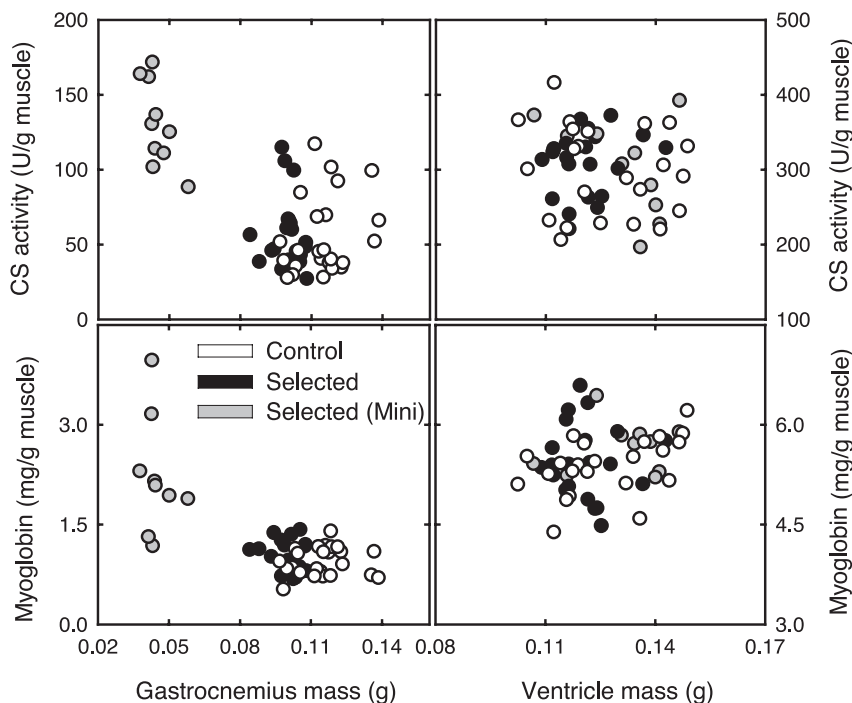 200
150
100
50
0
CS activity (U/g muscle)
500
400
300
200
100
CS activity (U/g muscle)
Control
Selected
Selected (Mini)
3.0
1.5
0.0
Myoglobin (mg/g muscle)
6.0
4.5
3.0
Myoglobin (mg/g muscle)
0.02 0.05 0.08 0.11 0.14 0.08 0.11 0.14 0.17
Gastrocnemius mass (g) Ventricle mass (g)